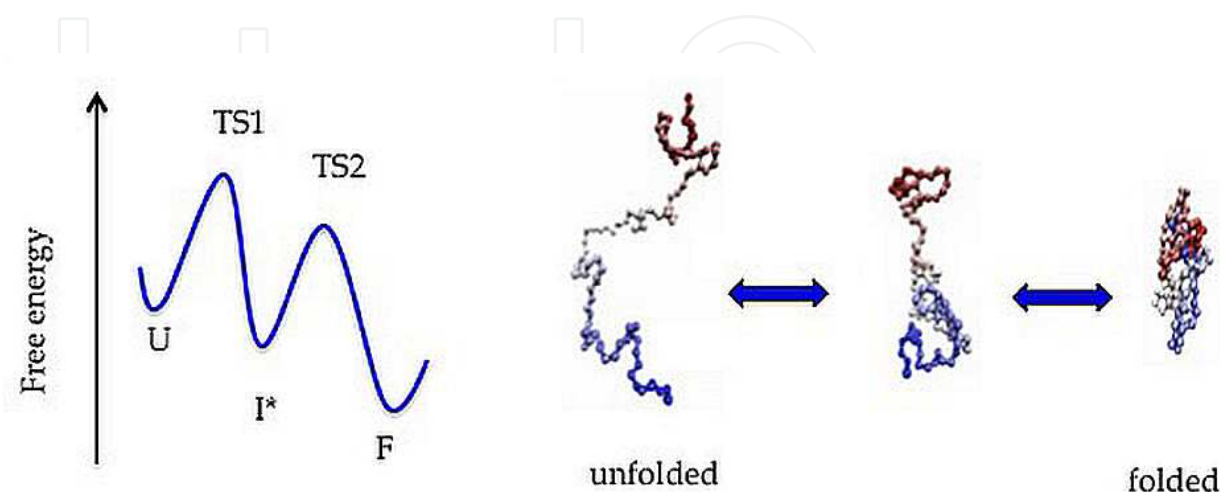 TS1
TS2
Free energy
U
I*
F
unfolded
folded